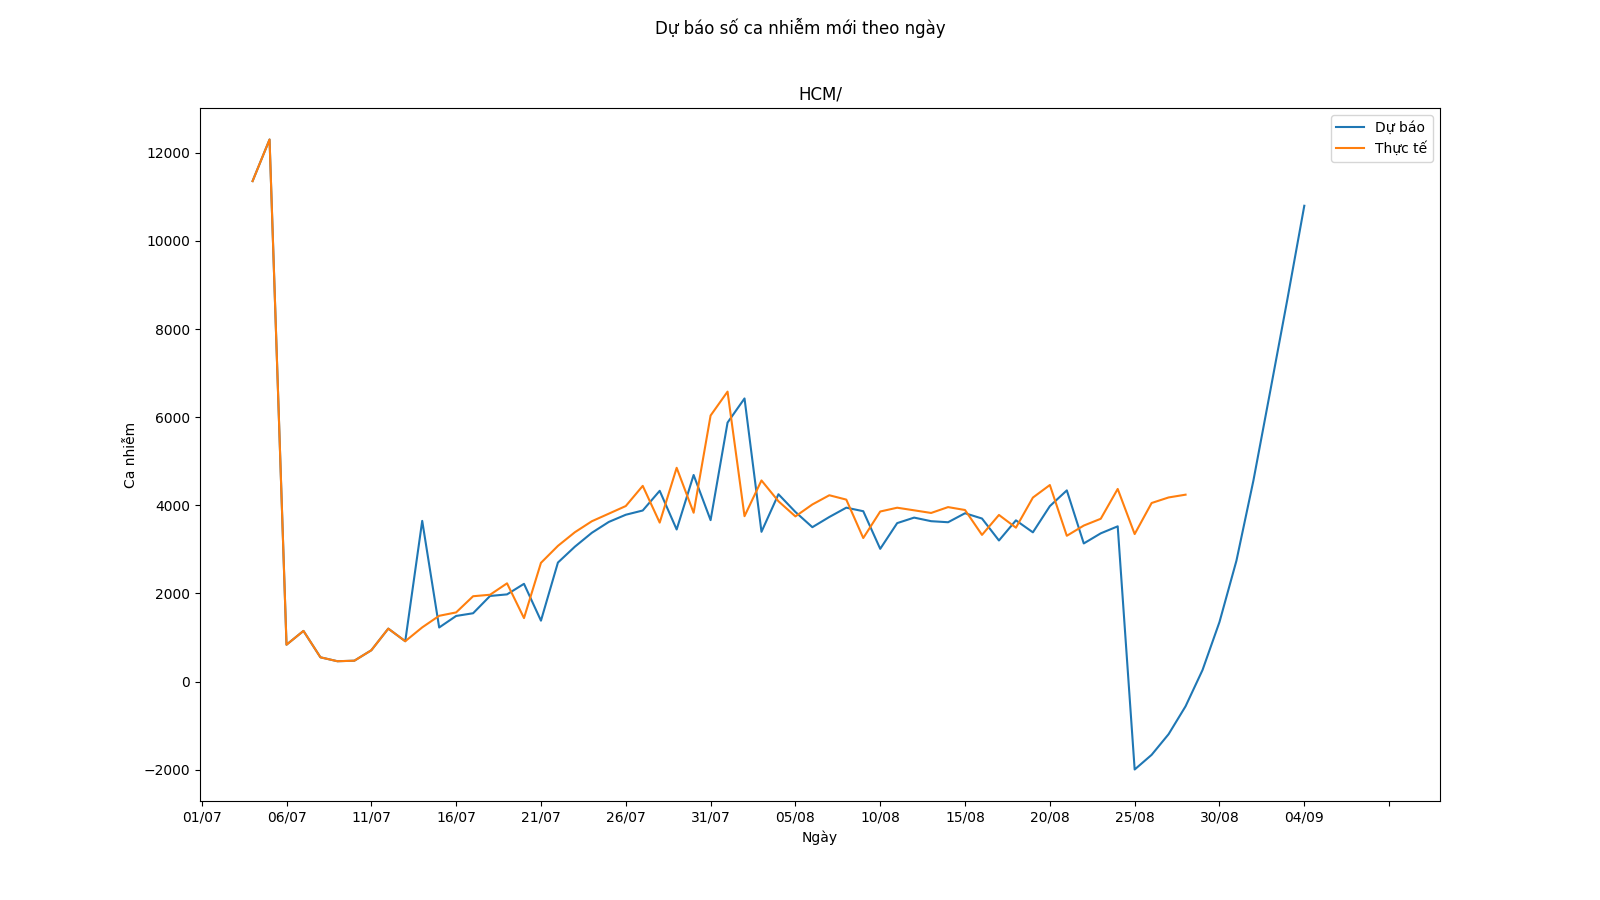 Dự báo số ca nhiễm mới theo ngày
HCM/
Dự báo
Thực tế
12000
10000
8000
6000
4000
2000
0
−2000
Ca nhiễm
01/07 06/07 11/07 16/07 21/07 26/07 31/07 05/08 10/08 15/08 20/08 25/08 30/08 04/09
Ngày